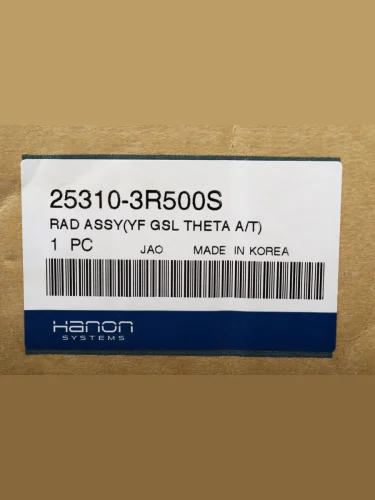 25310-3R500S
RAD ASSY(YF GSL THETA A/T)
1 PC JAO MADE IN KOREA
Hanon
SYSTEMS